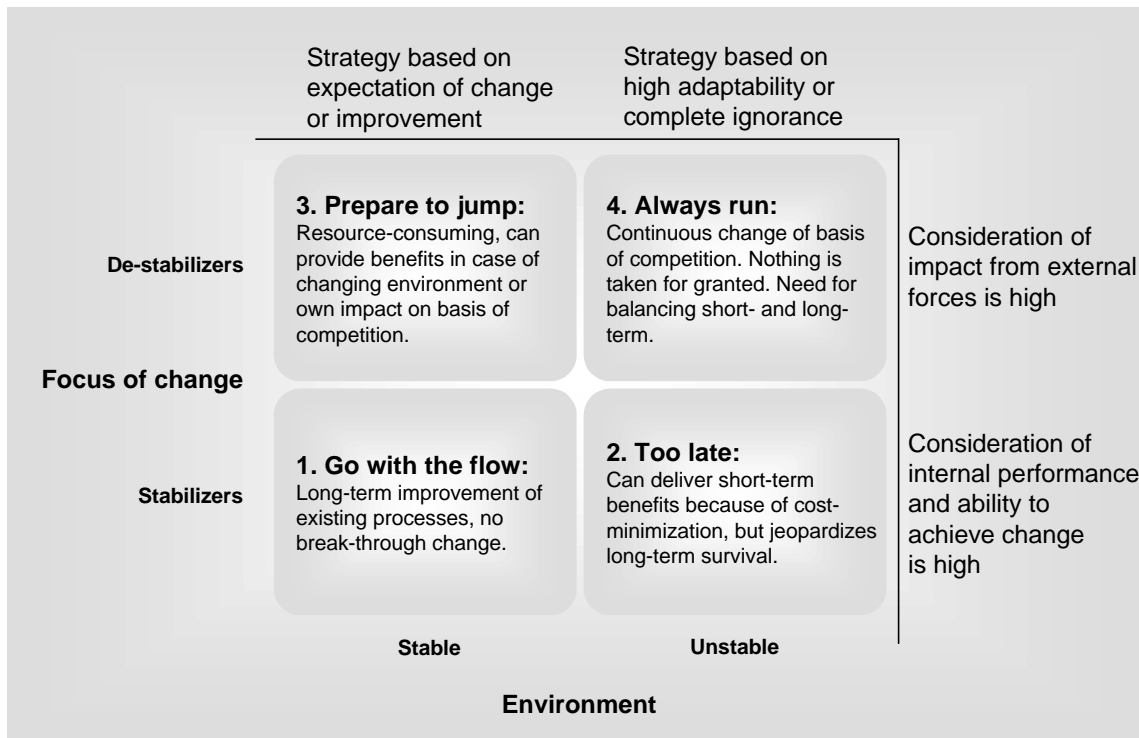 Strategy based on
expectation of change
or improvement
Strategy based on
high adaptability or
complete ignorance
3. Prepare to jump:
Resource-consuming, can
provide benefits in case of
changing environment or
own impact on basis of
competition.
4. Always run:
Continuous change of basis
of competition. Nothing is
taken for granted. Need for
balancing short- and long-
term.
De-stabilizers
Consideration of
impact from external
forces is high
Focus of change
1. Go with the flow:
Long-term improvement of
existing processes, no
break-through change.
2. Too late:
Can deliver short-term
benefits because of cost-
minimization, but jeopardizes
long-term survival.
Stabilizers
Consideration of
internal performance
and ability to
achieve change
is high
Stable
Unstable
Environment